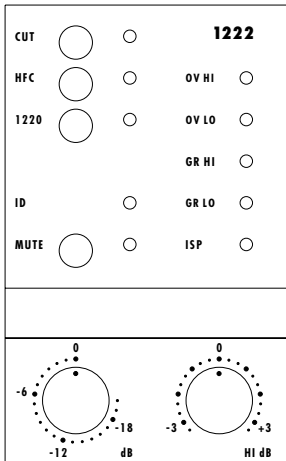 CUT 1222
HFC OV HI
1220 OV LO
GR HI
ID GR LO
MUTE ISP
0 0
-6
-18 -3 +3
-12 dB HI dB